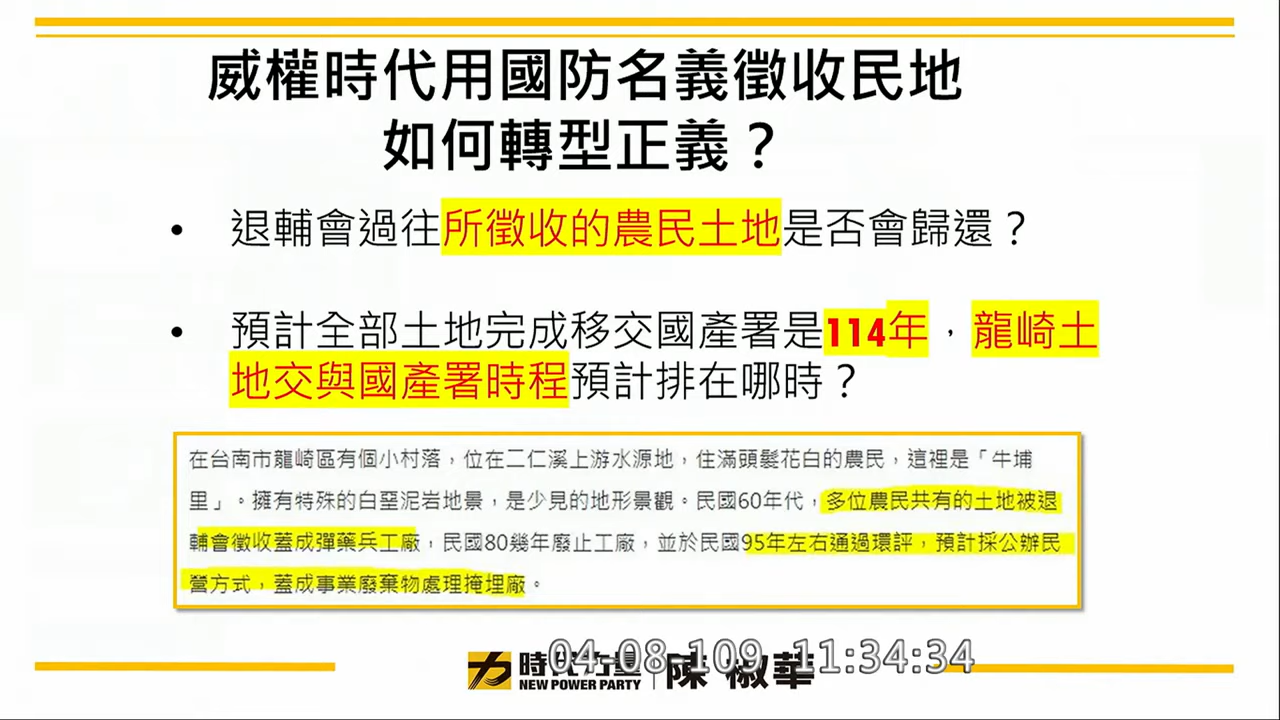 威權時代用國防名義徵收民地
如何轉型正義？
• 退輔會過往所徵收的農民土地是否會歸還？
• 預計全部土地完成移交國產署是114年，龍崎土
地交與國產署時程預計排在哪時？
在台南市龍崎區有個小村落，位在二仁溪上游水源地，住滿頭髮花白的農民，這裡是「牛埔
里」。擁有特殊的白堊泥岩地景，是少見的地形景觀。民國60年代，多位農民共有的土地被退
輔會徵收蓋成彈藥兵工廠，民國80幾年廢止工廠，並於民國95年左右通過環評，預計採公辦民
營方式，蓋成事業廢棄物處理掩埋廠。
時代力量 陳椒華
NEW POWER PARTY
04-08-109 11:34:34